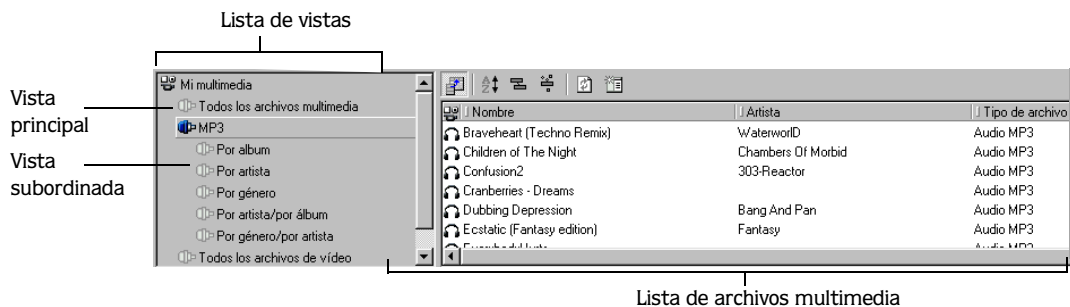 Lista de vistas
Vista principal
Vista subordinada
Mi multimedia
Todos los archivos multimedia
MP3
Por album
Por artista
Por género
Por artista/por álbum
Por género/por artista
Todos los archivos de vídeo
Nombre Artista Tipo de archivo
Braveheart (Techno Remix) WaterworlD Audio MP3
Children of The Night Chambers Of Morbid Audio MP3
Confusion2 303-Reactor Audio MP3
Cranberries - Dreams Audio MP3
Dubbing Depression Bang And Pan Audio MP3
Ecstatic (Fantasy edition) Fantasy Audio MP3
Audio MP3
Lista de archivos multimedia